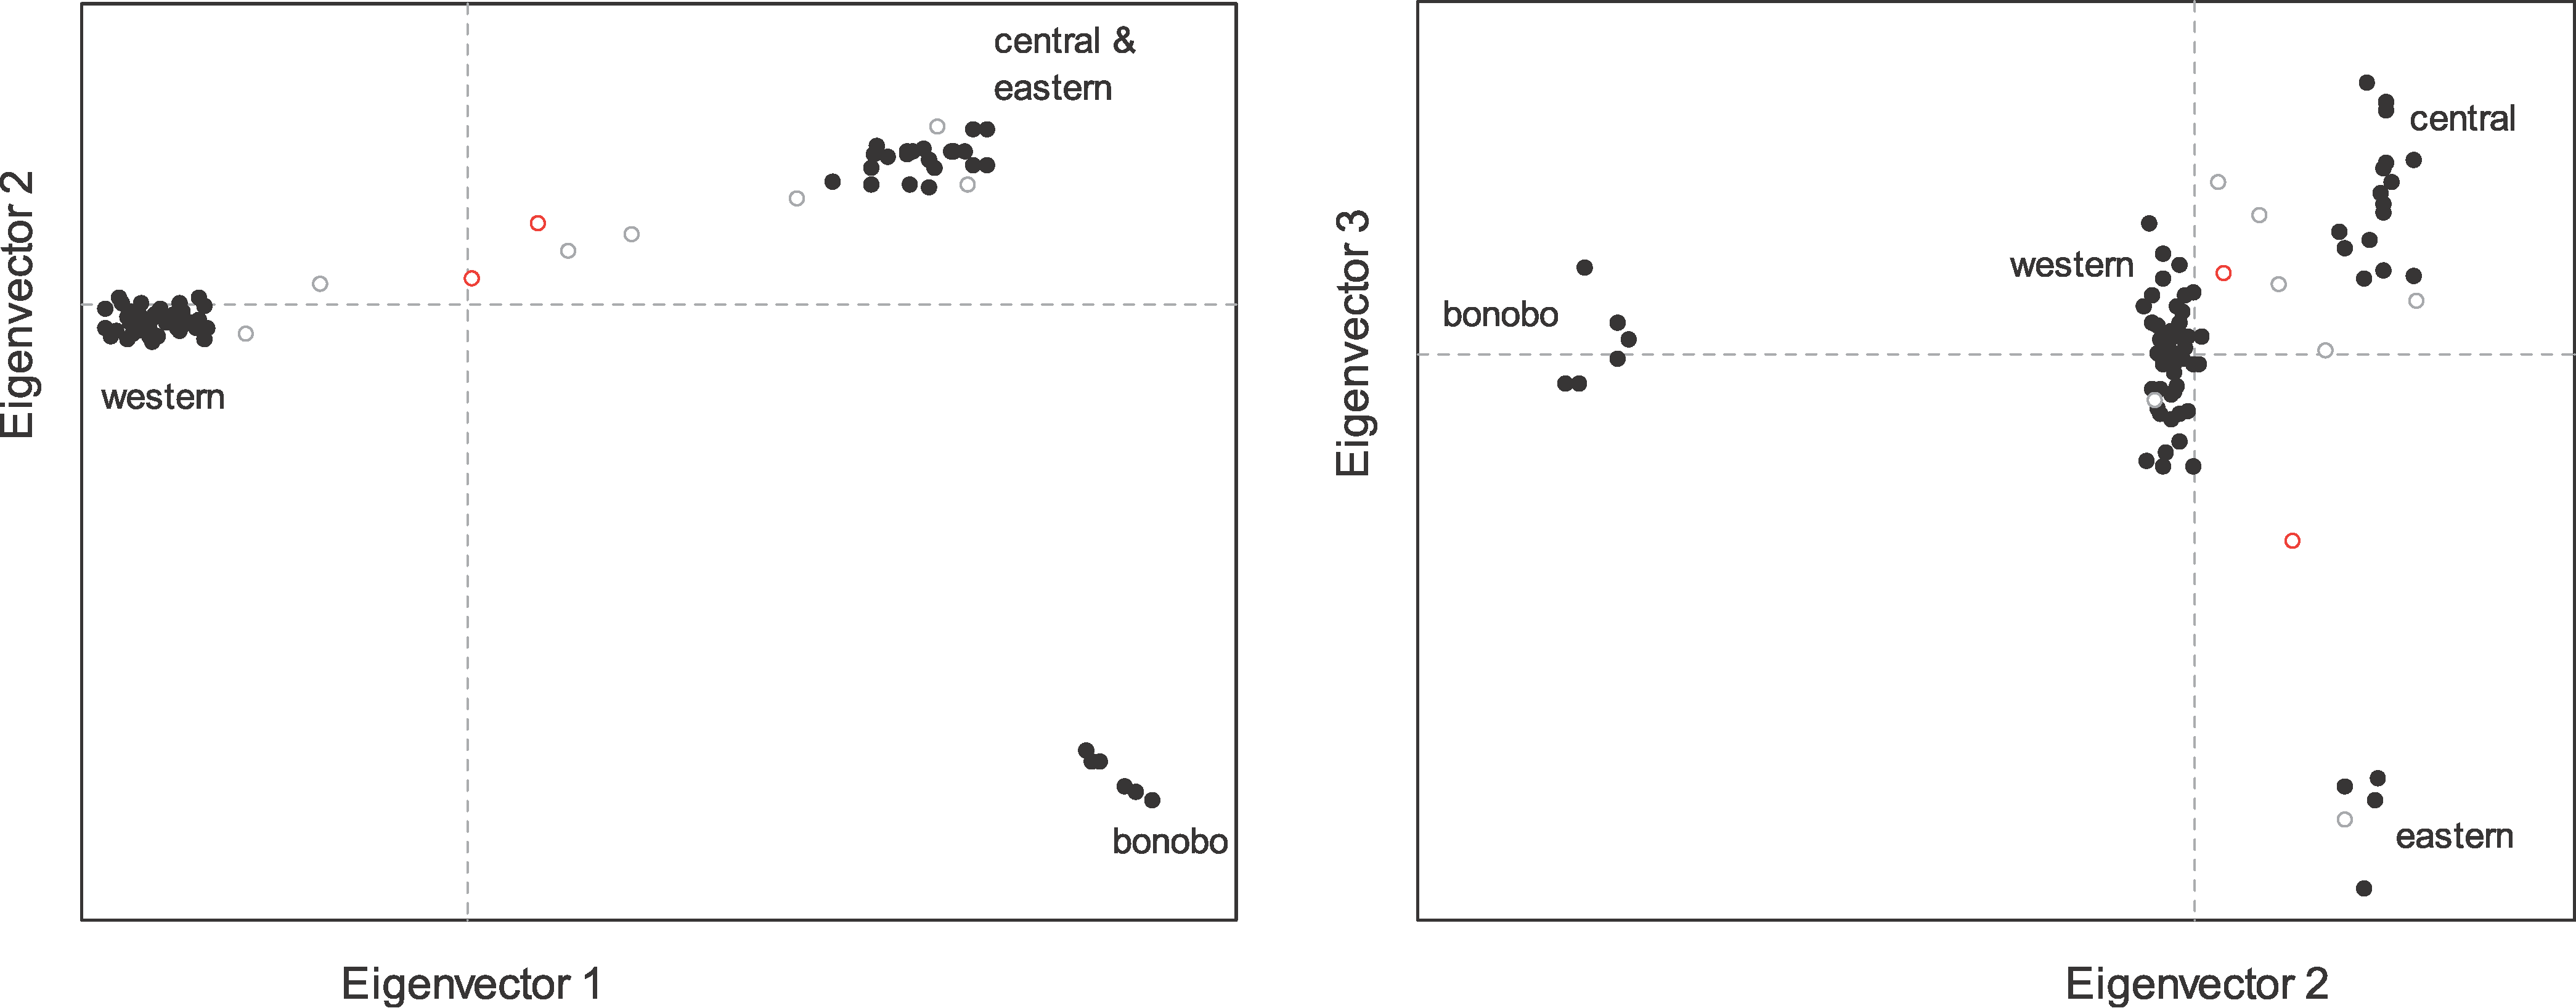 central &
eastern
Eigenvector 2
western
bonobo
Eigenvector 1
central
Eigenvector 3
western
bonobo
eastern
Eigenvector 2